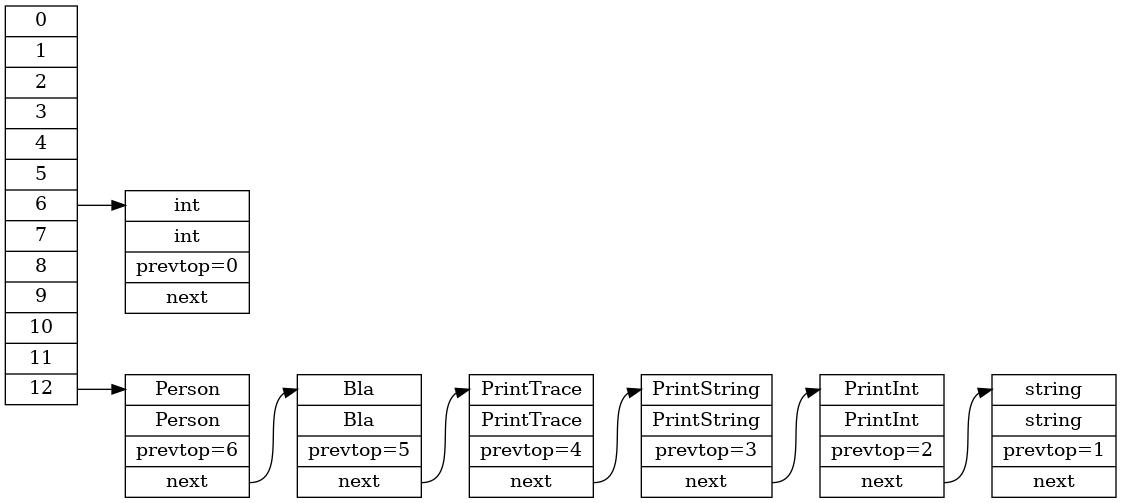 0
1
2
3
4
5
6
7
8
9
10
11
12
int
int
prevtop=0
next
Person
Person
prevtop=6
next
Bla
Bla
prevtop=5
next
PrintTrace
PrintTrace
prevtop=4
next
PrintString
PrintString
prevtop=3
next
PrintInt
PrintInt
prevtop=2
next
string
string
prevtop=1
next